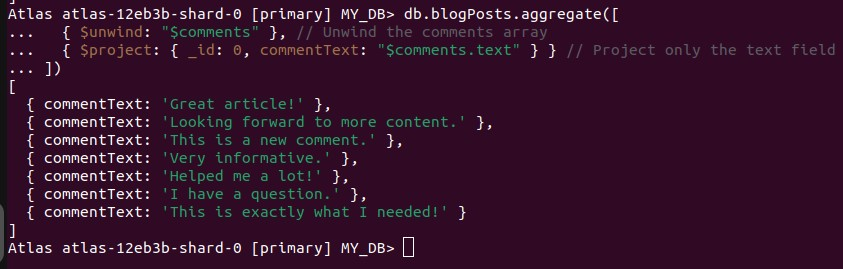 Atlas atlas-12eb3b-shard-0 [primary] MY_DB> db.blogPosts.aggregate([
...   { $unwind: "$comments" }, // Unwind the comments array
...   { $project: { _id: 0, commentText: "$comments.text" } } // Project only the text field
... ])
[
  { commentText: 'Great article!' },
  { commentText: 'Looking forward to more content.' },
  { commentText: 'This is a new comment.' },
  { commentText: 'Very informative.' },
  { commentText: 'Helped me a lot!' },
  { commentText: 'I have a question.' },
  { commentText: 'This is exactly what I needed!' }
]
Atlas atlas-12eb3b-shard-0 [primary] MY_DB>